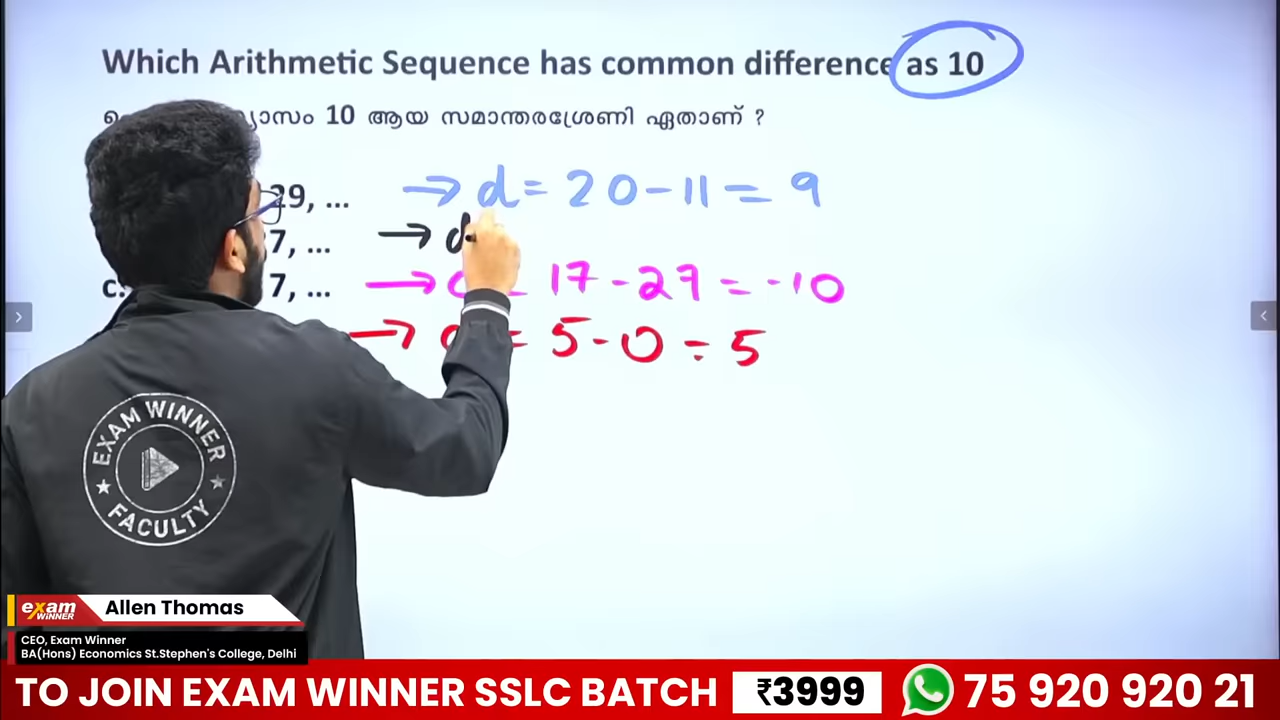 Which Arithmetic Sequence has common difference as 10
10 ആയ സമാന്തരശ്രേണി ഏതാണ് ?
29, ... → d = 20 - 11 = 9
7, ... → d
c. 7, ... → d = 17 - 27 = -10
→ d = 5 - 0 = 5
EXAM WINNER
FACULTY
exam WINNER Allen Thomas
CEO, Exam Winner
BA(Hons) Economics St.Stephen's College, Delhi
TO JOIN EXAM WINNER SSLC BATCH ₹3999 75 920 920 21